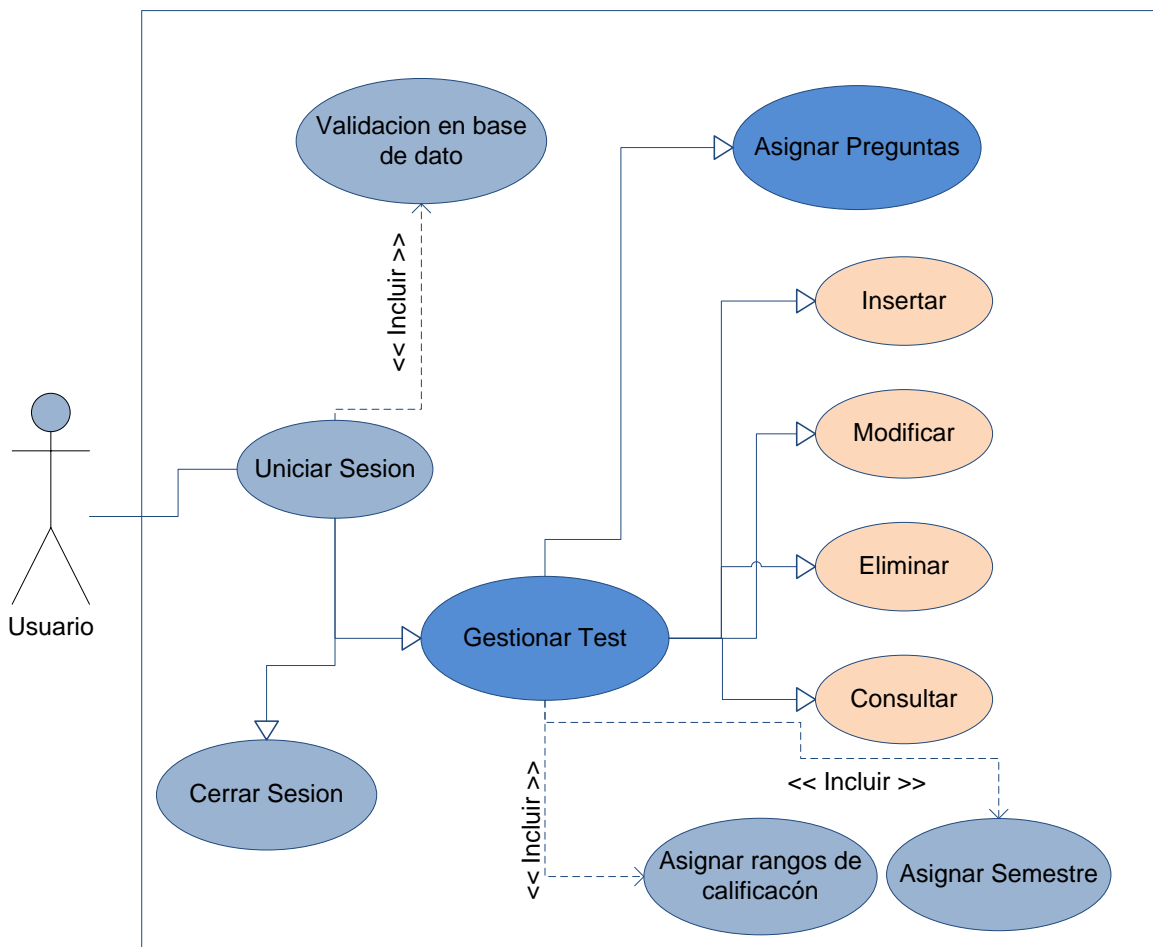 Validacion en base
de dato
Asignar Preguntas
<< Incluir >>
Insertar
Modificar
Uniciar Sesion
Eliminar
Usuario
Gestionar Test
Consultar
Cerrar Sesion
<< Incluir >>
<< Incluir >>
Asignar rangos de
calificacón
Asignar Semestre